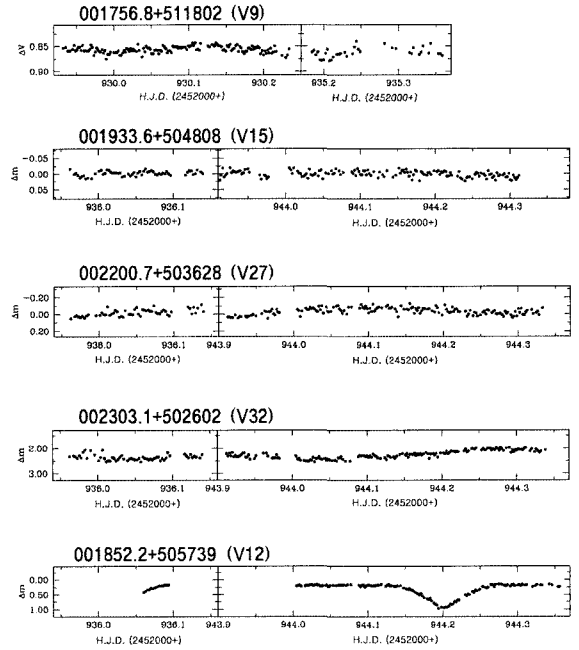 001756.8+511802 (V9)
ΔV
0.85
0.90
930.0 930.1 930.2 935.2 935.3
H.J.D. (2452000+) H.J.D. (2452000+)
001933.6+504808 (V15)
Δm
-0.05
0.00
0.05
936.0 936.1 944.0 944.1 944.2 944.3
H.J.D. (2452000+) H.J.D. (2452000+)
002200.7+503628 (V27)
Δm
-0.20
0.00
0.20
936.0 936.1 943.9 944.0 944.1 944.2 944.3
H.J.D. (2452000+) H.J.D. (2452000+)
002303.1+502602 (V32)
Δm
2.00
3.00
936.0 936.1 943.9 944.0 944.1 944.2 944.3
H.J.D. (2452000+) H.J.D. (2452000+)
001852.2+505739 (V12)
Δm
0.00
0.50
1.00
936.0 936.1 943.9 944.0 944.1 944.2 944.3
H.J.D. (2452000+) H.J.D. (2452000+)